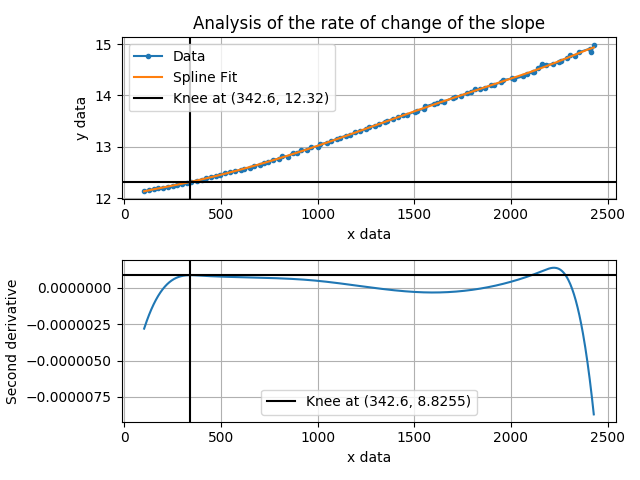 Analysis of the rate of change of the slope
15
14
13
12
y data
Data
Spline Fit
Knee at (342.6, 12.32)
0
500
1000
1500
2000
2500
x data
0.0000000
−0.0000025
−0.0000050
−0.0000075
Second derivative
Knee at (342.6, 8.8255)
0
500
1000
1500
2000
2500
x data